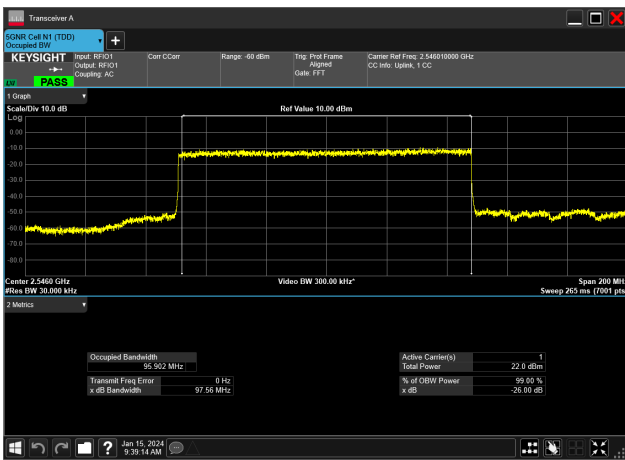 Transceiver A
5GNR Cell N1 (TDD)
Occupied BW
+
KEYSIGHT
Input: RFIO1
Output: RFIO1
Coupling: AC
Corr CCorr
Range: -60 dBm
Trig: Prot Frame
Aligned
Gate: FFT
Carrier Ref Freq: 2.546010000 GHz
CC Info: Uplink, 1 CC
PASS
1 Graph
Scale/Div 10.0 dB
Ref Value 10.00 dBm
Log
0.00
-10.0
-20.0
-30.0
-40.0
-50.0
-60.0
-70.0
-80.0
Center 2.5460 GHz
Video BW 300.00 kHz*
Span 200 MHz
#Res BW 30.000 kHz
Sweep 265 ms (7001 pts
2 Metrics
Occupied Bandwidth
95.902 MHz
Transmit Freq Error 0 Hz
x dB Bandwidth 97.56 MHz
Active Carrier(s) 1
Total Power 22.0 dBm
% of OBW Power 99.00 %
x dB -26.00 dB
Jan 15, 2024
9:39:14 AM